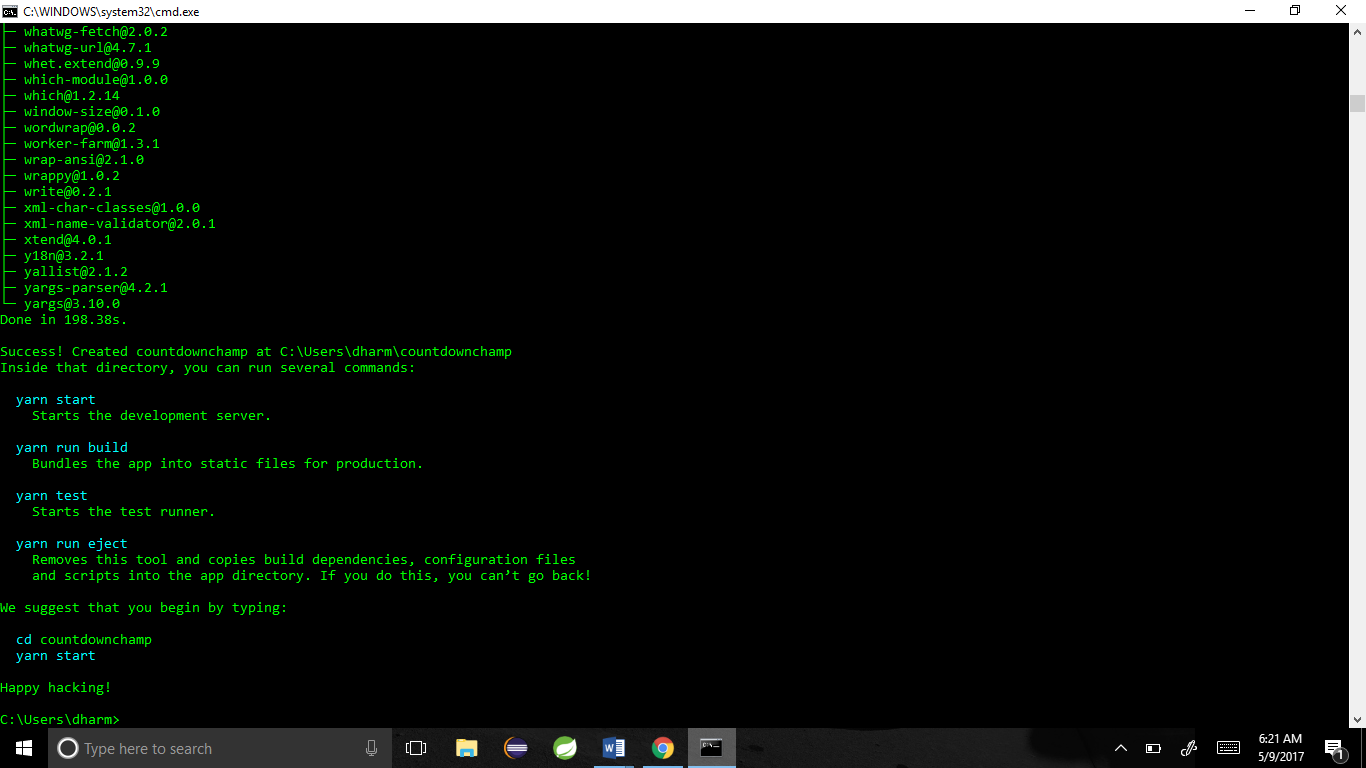 C:\WINDOWS\system32\cmd.exe
├─ whatwg-fetch@2.0.2
├─ whatwg-url@4.7.1
├─ whet.extend@0.9.9
├─ which-module@1.0.0
├─ which@1.2.14
├─ window-size@0.1.0
├─ wordwrap@0.0.2
├─ worker-farm@1.3.1
├─ wrap-ansi@2.1.0
├─ wrappy@1.0.2
├─ write@0.2.1
├─ xml-char-classes@1.0.0
├─ xml-name-validator@2.0.1
├─ xtend@4.0.1
├─ y18n@3.2.1
├─ yallist@2.1.2
├─ yargs-parser@4.2.1
└─ yargs@3.10.0
Done in 198.38s.
Success! Created countdownchamp at C:\Users\dharm\countdownchamp
Inside that directory, you can run several commands:
yarn start
Starts the development server.
yarn run build
Bundles the app into static files for production.
yarn test
Starts the test runner.
yarn run eject
Removes this tool and copies build dependencies, configuration files
and scripts into the app directory. If you do this, you can’t go back!
We suggest that you begin by typing:
cd countdownchamp
yarn start
Happy hacking!
C:\Users\dharm>
Type here to search
6:21 AM
5/9/2017
1